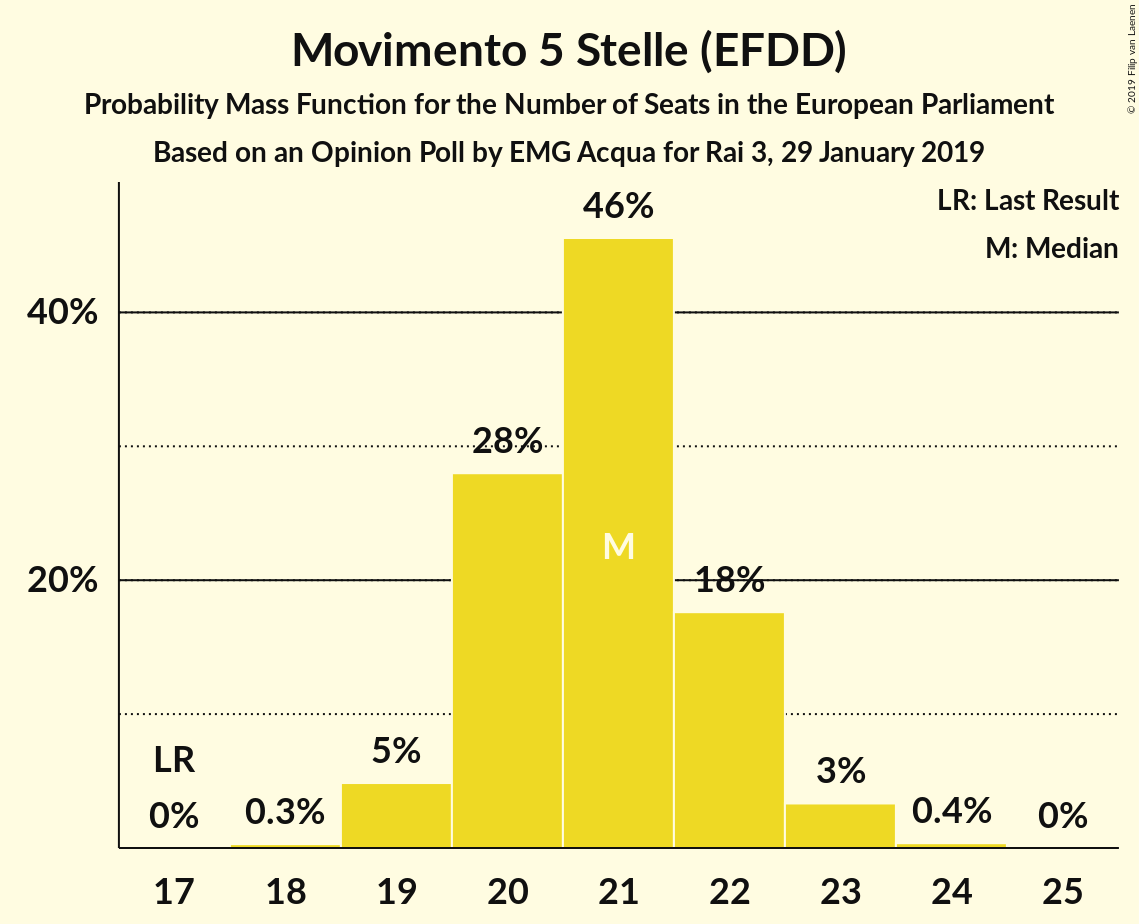 Movimento 5 Stelle (EFDD)
Probability Mass Function for the Number of Seats in the European Parliament
Based on an Opinion Poll by EMG Acqua for Rai 3, 29 January 2019
© 2019 Filip van Laenen
LR: Last Result
M: Median
46%
40%
28%
M
20%
18%
LR
5%
3%
0%
0.3%
0.4%
0%
17 18 19 20 21 22 23 24 25